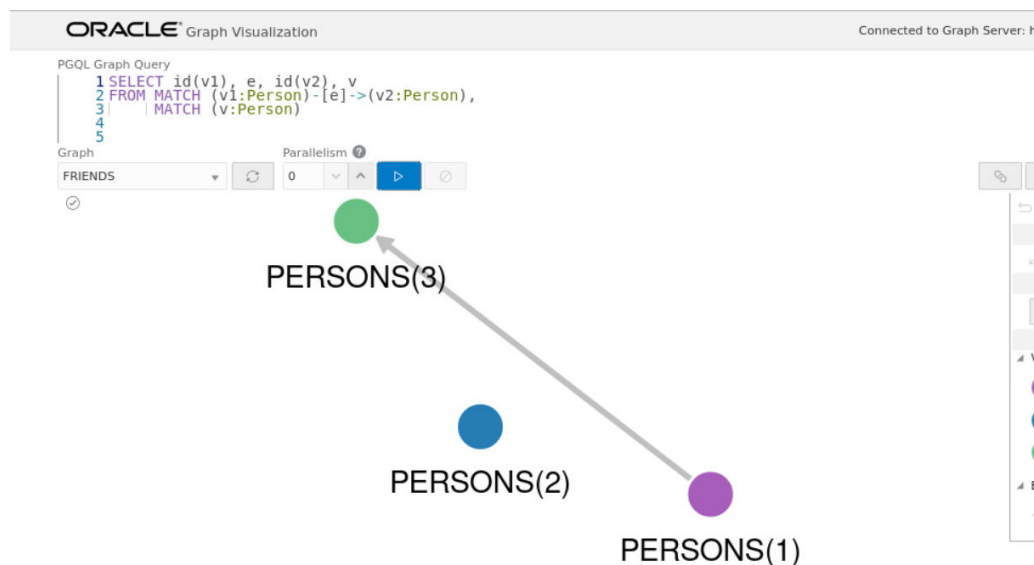 ORACLE® Graph Visualization
Connected to Graph Server: h
PGQL Graph Query
1 SELECT id(v1), e, id(v2), v
2 FROM MATCH (v1:Person)-[e]->(v2:Person),
3 MATCH (v:Person)
4
5
Graph
Parallelism ?
FRIENDS
0
PERSONS(3)
PERSONS(2)
PERSONS(1)